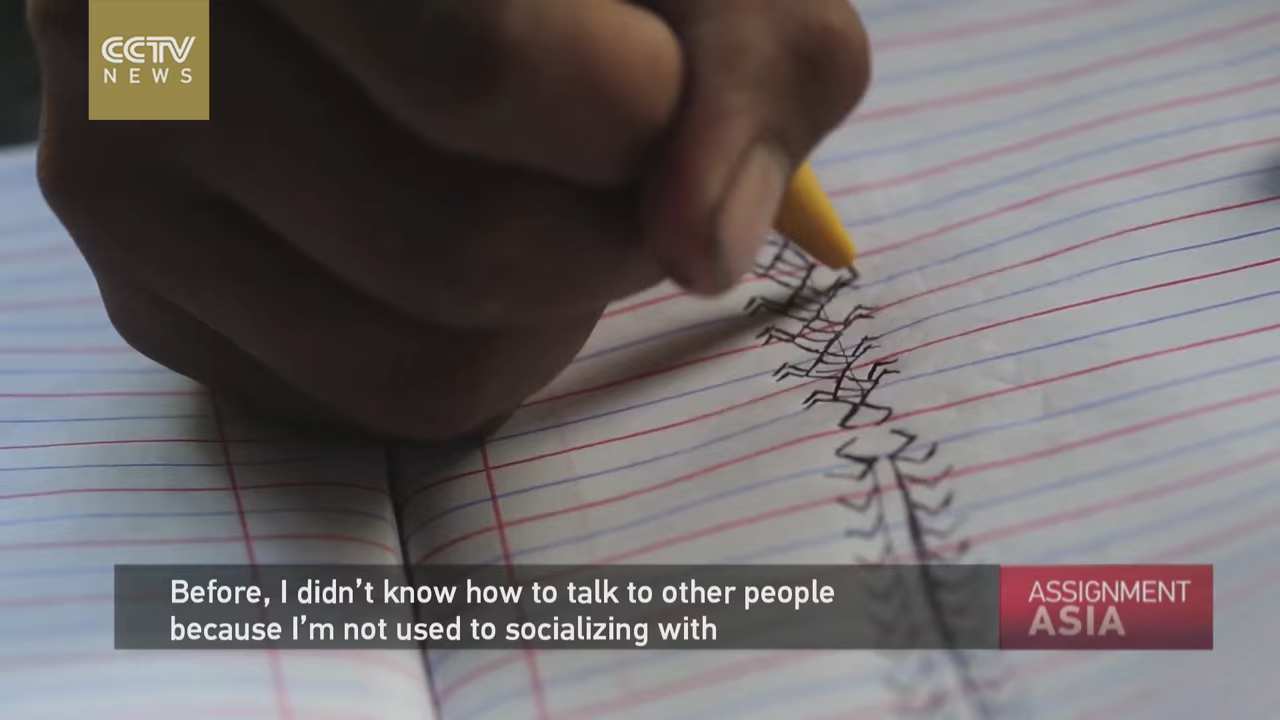 CCTV
NEWS
Before, I didn't know how to talk to other people
because I'm not used to socializing with
ASSIGNMENT
ASIA